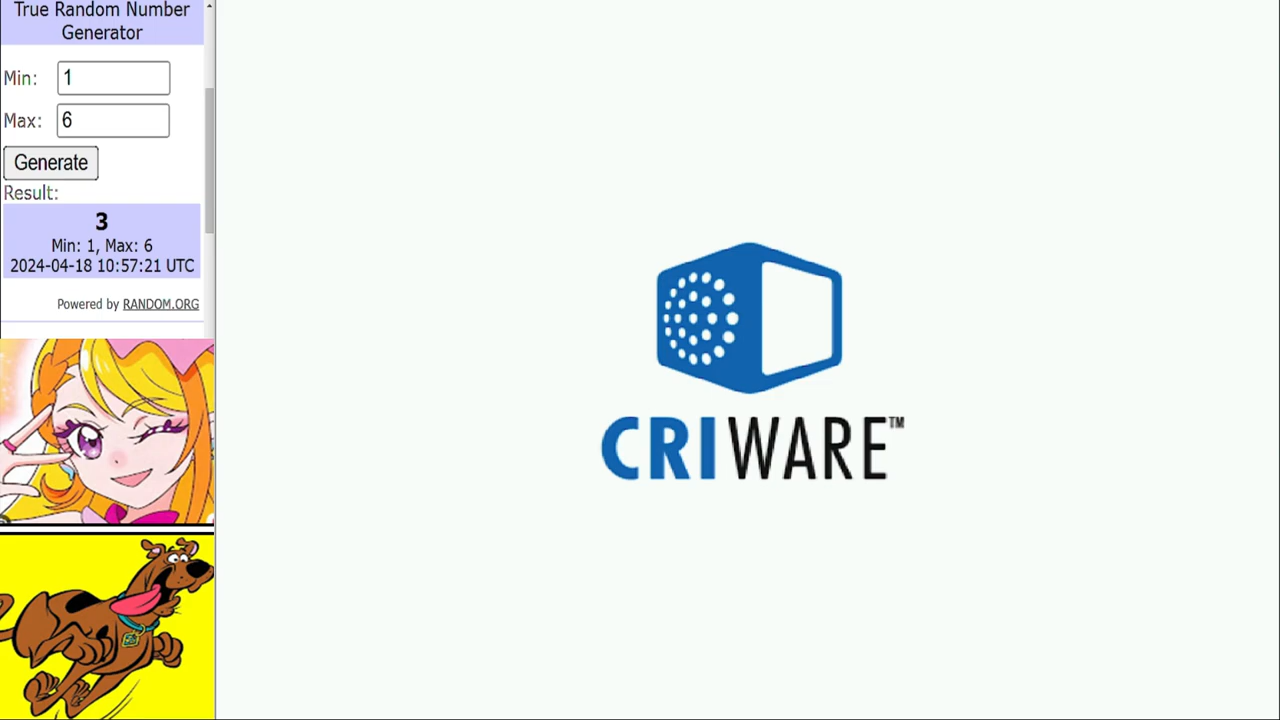 True Random Number
Generator
Min: 1
Max: 6
Generate
Result:
3
Min: 1, Max: 6
2024-04-18 10:57:21 UTC
Powered by RANDOM.ORG
CRIWARE™